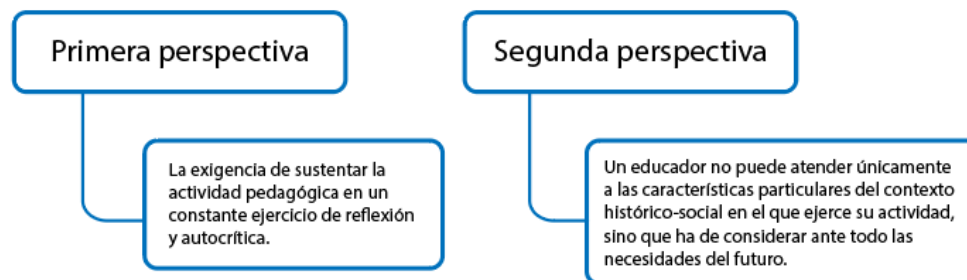 Primera perspectiva
La exigencia de sustentar la
actividad pedagógica en un
constante ejercicio de reflexión
y autocrítica.
Segunda perspectiva
Un educador no puede atender únicamente
a las características particulares del contexto
histórico-social en el que ejerce su actividad,
sino que ha de considerar ante todo las
necesidades del futuro.